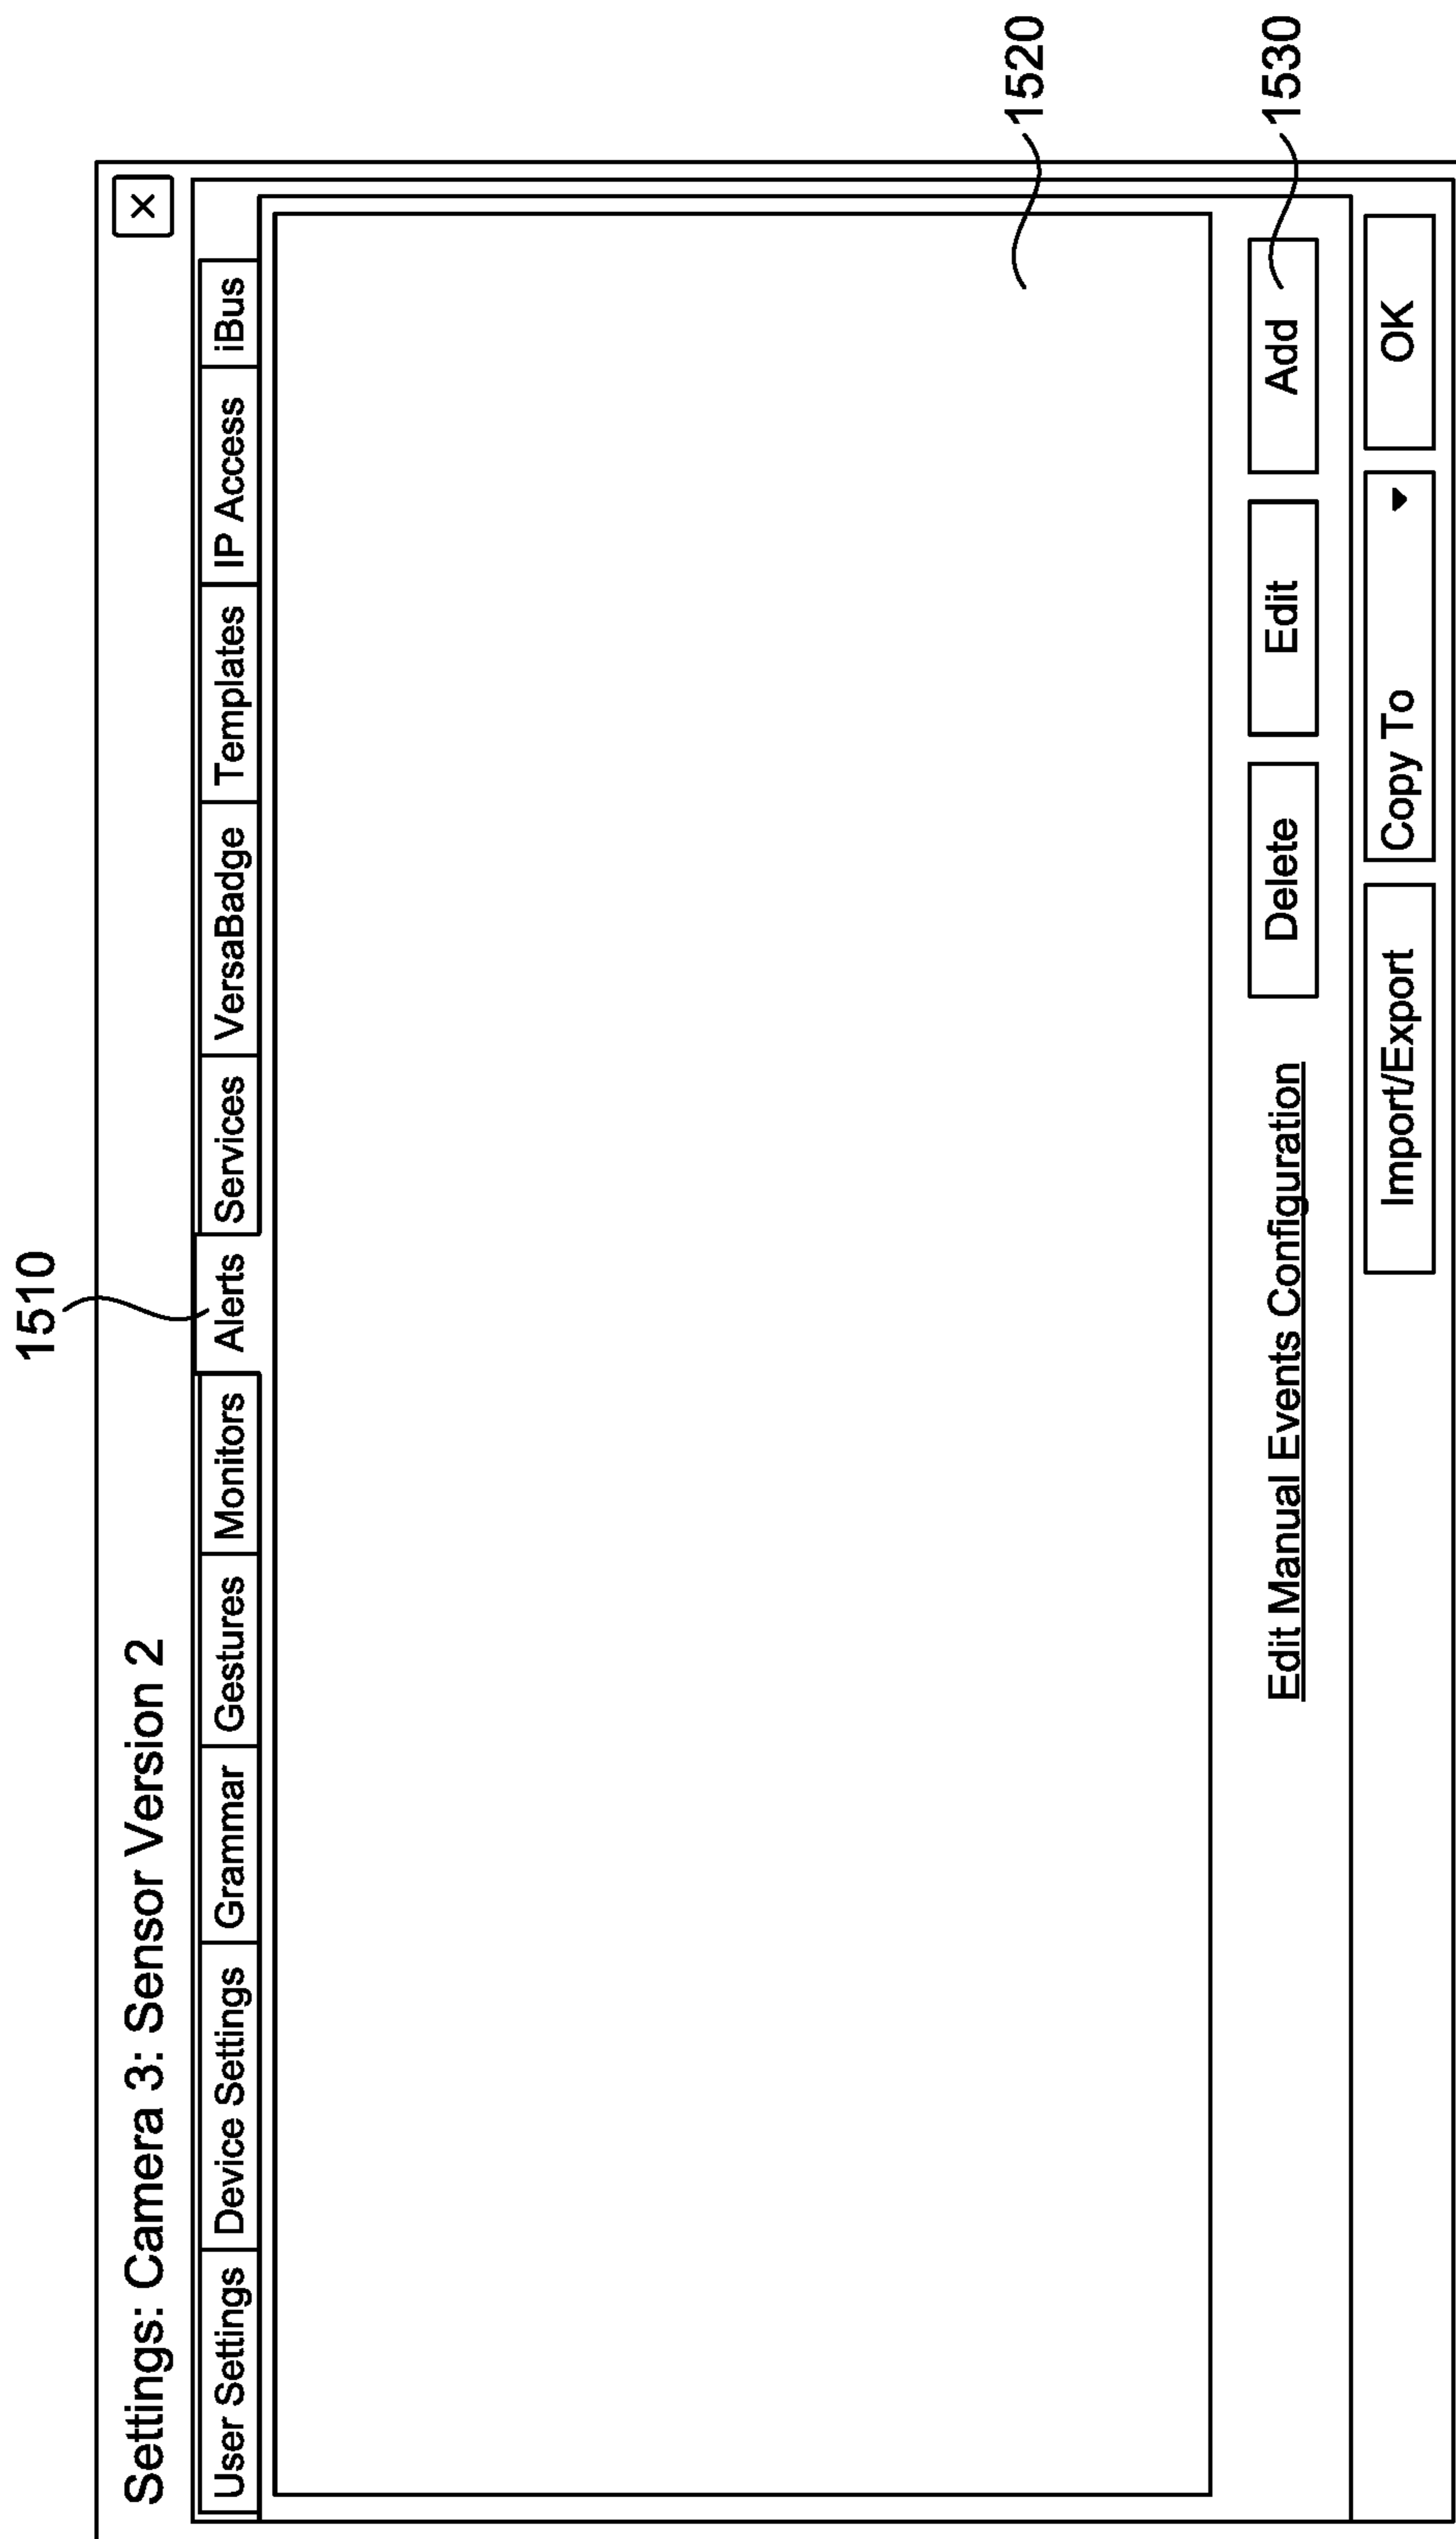 1510
Settings: Camera 3: Sensor Version 2
×
User Settings Device Settings Grammar Gestures Monitors Alerts Services VersaBadge Templates IP Access iBus
1520
Edit Manual Events Configuration Delete Edit Add
1530
Import/Export Copy To OK